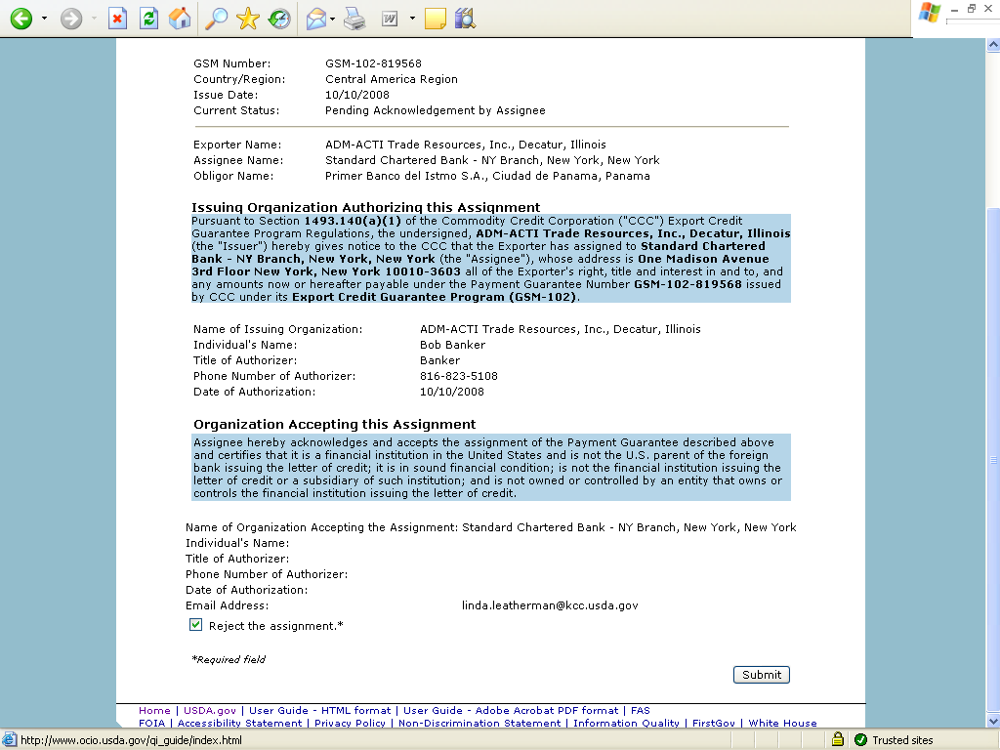 GSM Number: GSM-102-819568
Country/Region: Central America Region
Issue Date: 10/10/2008
Current Status: Pending Acknowledgement by Assignee
Exporter Name: ADM-ACTI Trade Resources, Inc., Decatur, Illinois
Assignee Name: Standard Chartered Bank - NY Branch, New York, New York
Obligor Name: Primer Banco del Istmo S.A., Ciudad de Panama, Panama
Issuing Organization Authorizing this Assignment
Pursuant to Section 1493.140(a)(1) of the Commodity Credit Corporation ("CCC") Export Credit
Guarantee Program Regulations, the undersigned, ADM-ACTI Trade Resources, Inc., Decatur, Illinois
(the "Issuer") hereby gives notice to the CCC that the Exporter has assigned to Standard Chartered
Bank - NY Branch, New York, New York (the "Assignee"), whose address is One Madison Avenue
3rd Floor New York, New York 10010-3603 all of the Exporter's right, title and interest in and to, and
any amounts now or hereafter payable under the Payment Guarantee Number GSM-102-819568 issued
by CCC under its Export Credit Guarantee Program (GSM-102).
Name of Issuing Organization: ADM-ACTI Trade Resources, Inc., Decatur, Illinois
Individual's Name: Bob Banker
Title of Authorizer: Banker
Phone Number of Authorizer: 816-823-5108
Date of Authorization: 10/10/2008
Organization Accepting this Assignment
Assignee hereby acknowledges and accepts the assignment of the Payment Guarantee described above
and certifies that it is a financial institution in the United States and is not the U.S. parent of the foreign
bank issuing the letter of credit; it is in sound financial condition; is not the financial institution issuing the
letter of credit or a subsidiary of such institution; and is not owned or controlled by an entity that owns or
controls the financial institution issuing the letter of credit.
Name of Organization Accepting the Assignment: Standard Chartered Bank - NY Branch, New York, New York
Individual's Name:
Title of Authorizer:
Phone Number of Authorizer:
Date of Authorization:
Email Address: linda.leatherman@kcc.usda.gov
Reject the assignment.*
*Required field
Submit
Home | USDA.gov | User Guide - HTML format | User Guide - Adobe Acrobat PDF format | FAS
FOIA | Accessibility Statement | Privacy Policy | Non-Discrimination Statement | Information Quality | FirstGov | White House
http://www.ocio.usda.gov/qi_guide/index.html Trusted sites